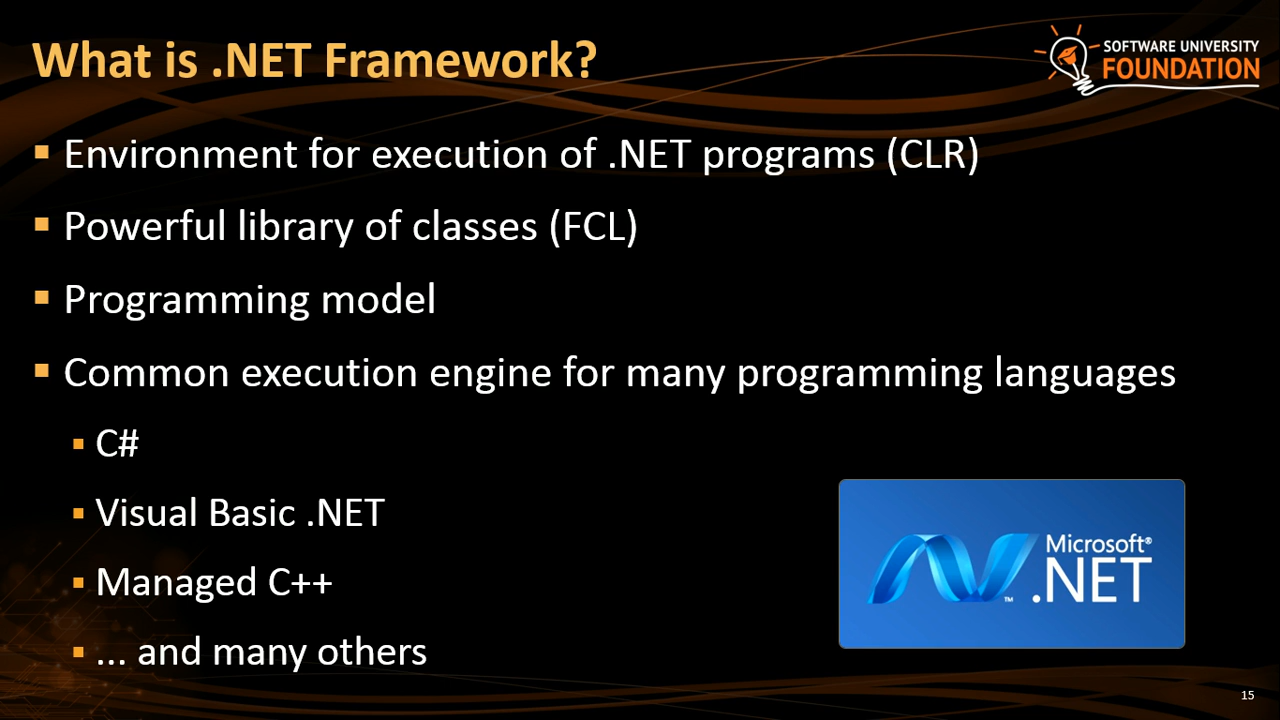 What is .NET Framework?
SOFTWARE UNIVERSITY
FOUNDATION
Environment for execution of .NET programs (CLR)
Powerful library of classes (FCL)
Programming model
Common execution engine for many programming languages
C#
Visual Basic .NET
Managed C++
... and many others
Microsoft®
™ .NET
15